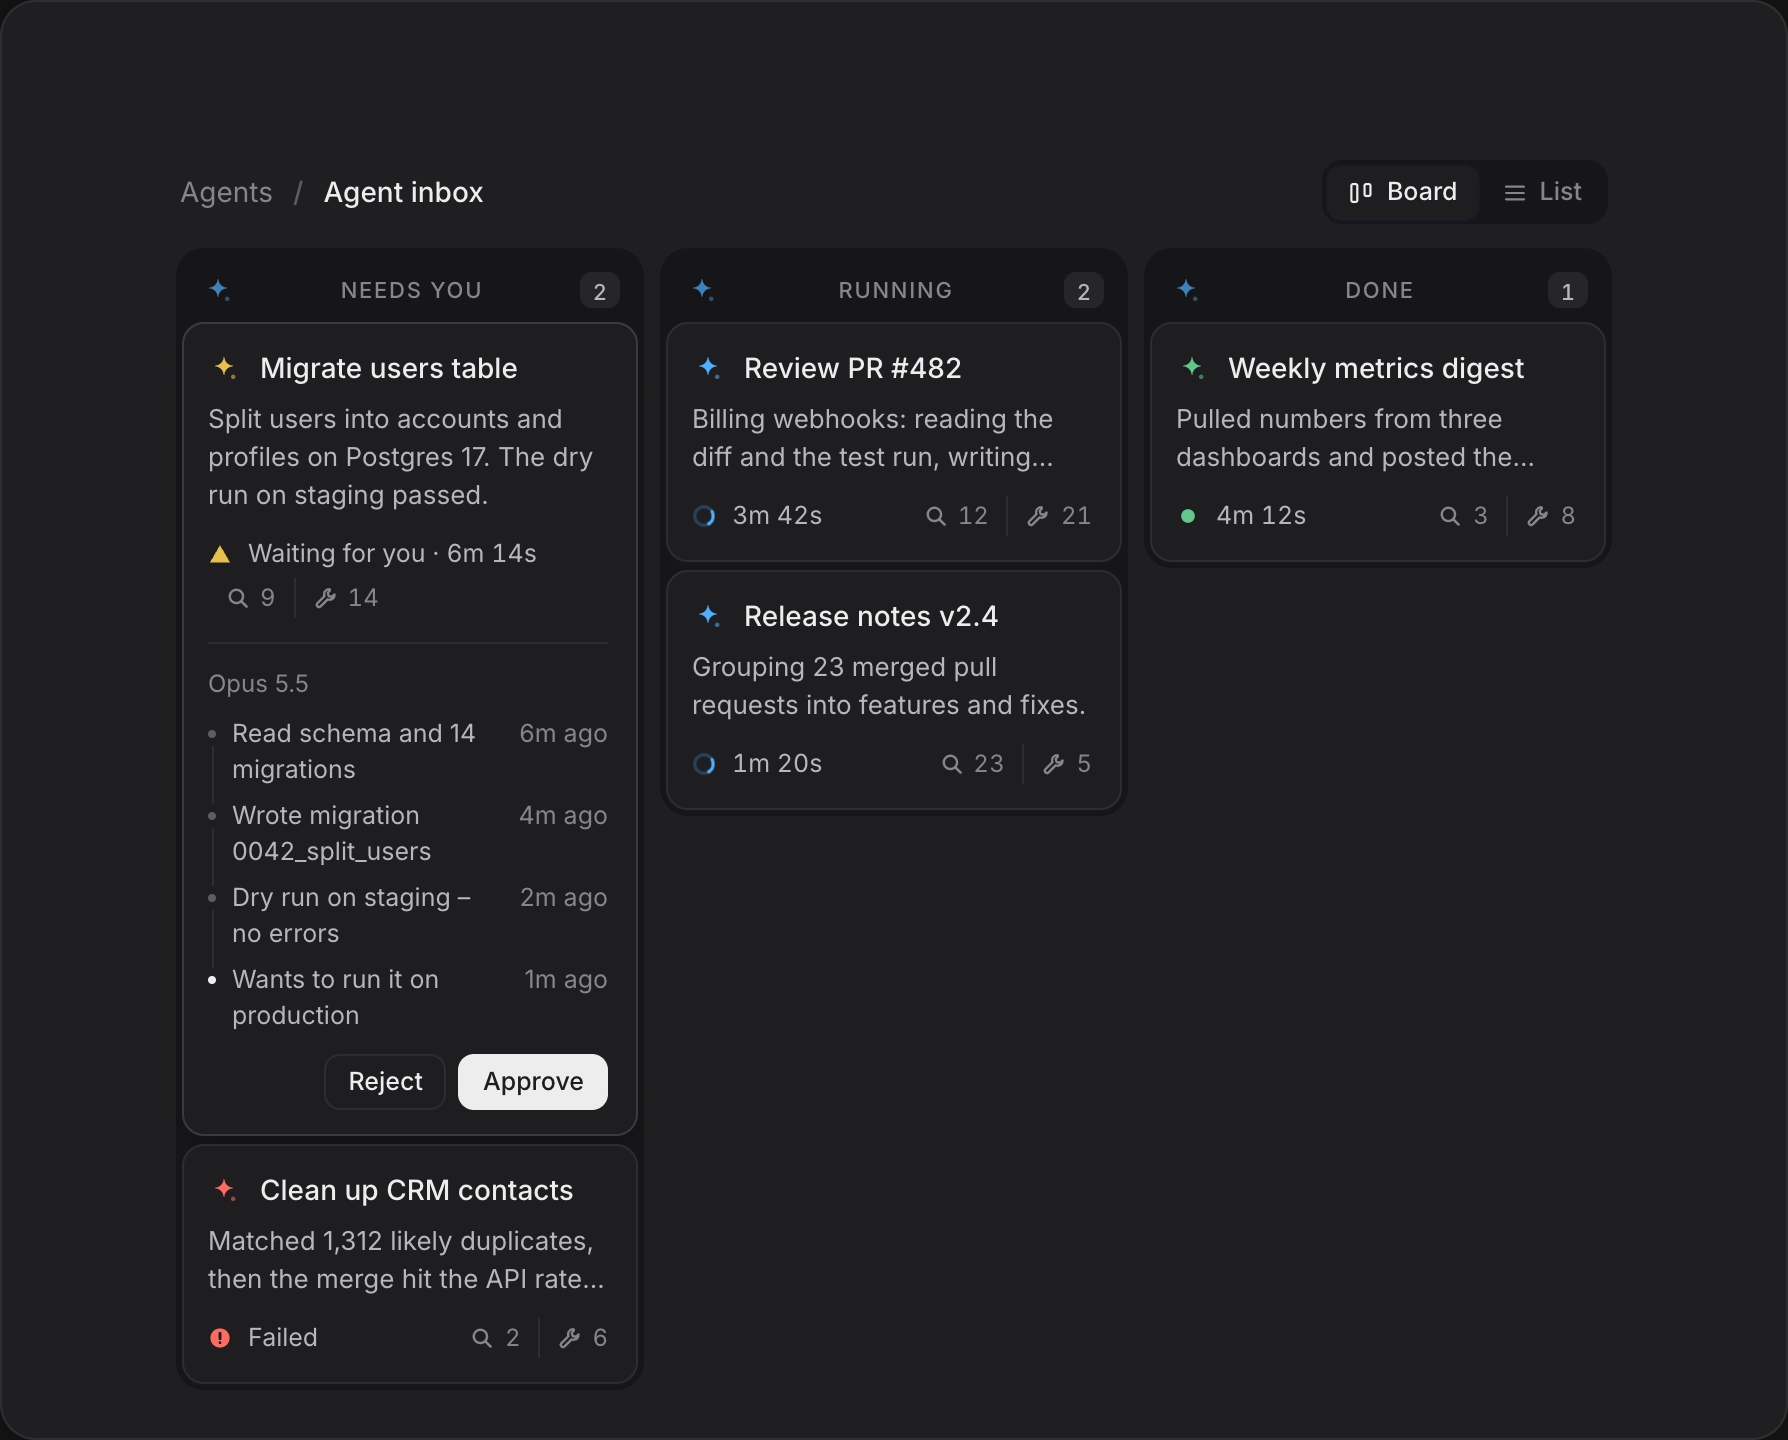 Agents / Agent inbox
Board
List
NEEDS YOU 2
Migrate users table
Split users into accounts and
profiles on Postgres 17. The dry
run on staging passed.
Waiting for you · 6m 14s
9 14
Opus 5.5
Read schema and 14 6m ago
migrations
Wrote migration 4m ago
0042_split_users
Dry run on staging – 2m ago
no errors
Wants to run it on 1m ago
production
Reject Approve
Clean up CRM contacts
Matched 1,312 likely duplicates,
then the merge hit the API rate...
Failed 2 6
RUNNING 2
Review PR #482
Billing webhooks: reading the
diff and the test run, writing...
3m 42s 12 21
Release notes v2.4
Grouping 23 merged pull
requests into features and fixes.
1m 20s 23 5
DONE 1
Weekly metrics digest
Pulled numbers from three
dashboards and posted the...
4m 12s 3 8